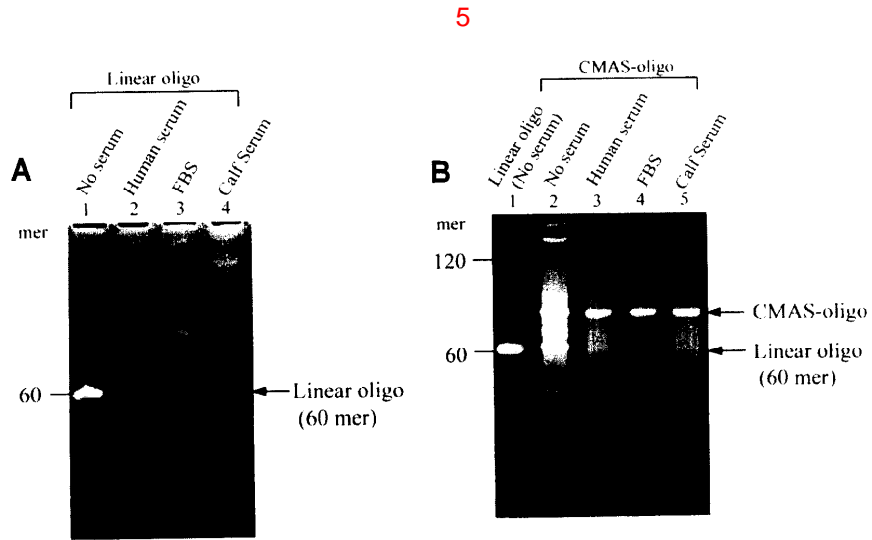 5
Linear oligo
No serum
Human serum
FBS
Calf Serum
A
1 2 3 4
mer
60
Linear oligo
(60 mer)
CMAS-oligo
Linear oligo
(No serum)
No serum
Human serum
FBS
Calf Serum
B
1 2 3 4 5
mer
120
60
CMAS-oligo
Linear oligo
(60 mer)